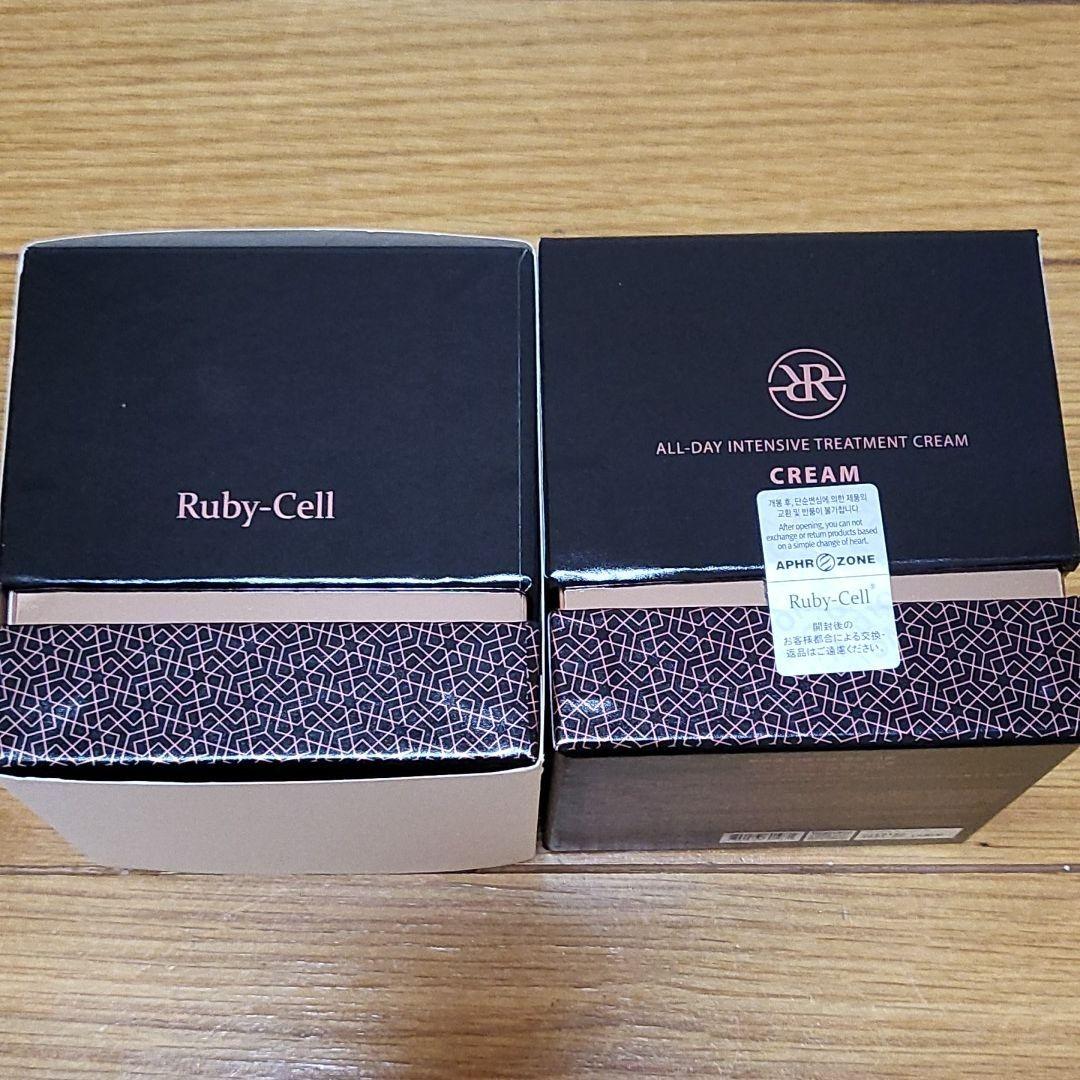 Ruby-Cell
RR
ALL-DAY INTENSIVE TREATMENT CREAM
CREAM
개봉 후, 단순변심에 의한 제품의
교환 및 반품이 불가합니다
After opening, you can not
exchange or return products based
on a simple change of heart.
APHROZONE
Ruby-Cell®
開封後の
お客様都合による交換・
返品はご遠慮ください。